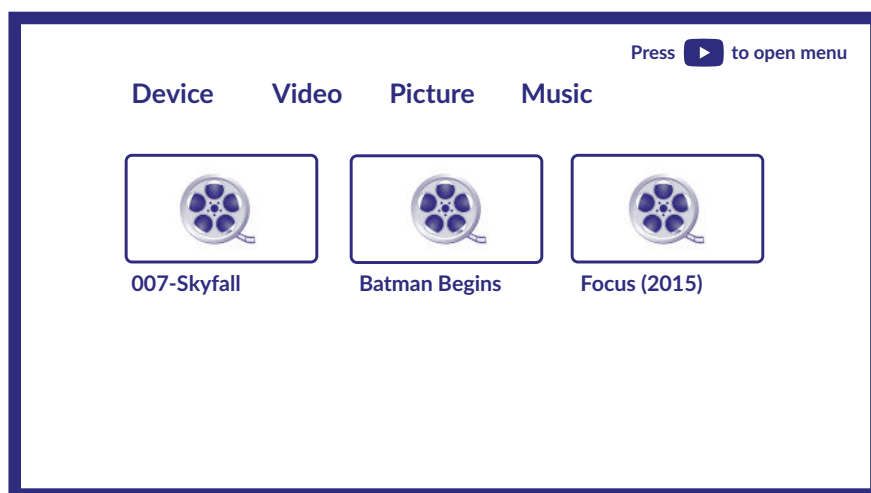 Press to open menu
Device Video Picture Music
007-Skyfall Batman Begins Focus (2015)